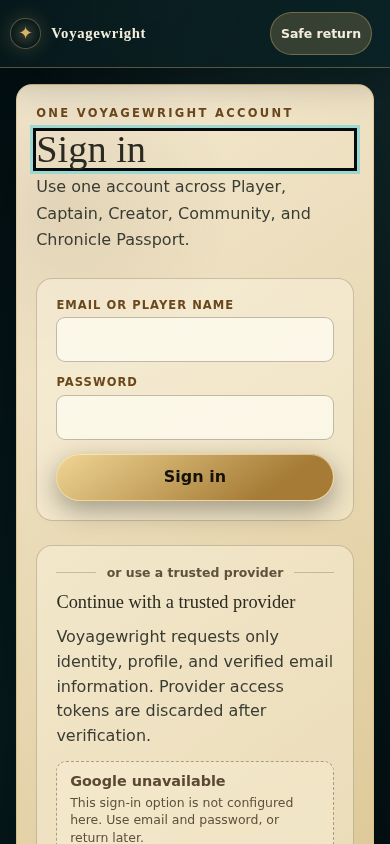 Voyagewright
Safe return
ONE VOYAGEWRIGHT ACCOUNT
Sign in
Use one account across Player,
Captain, Creator, Community, and
Chronicle Passport.
EMAIL OR PLAYER NAME
PASSWORD
Sign in
or use a trusted provider
Continue with a trusted provider
Voyagewright requests only
identity, profile, and verified email
information. Provider access
tokens are discarded after
verification.
Google unavailable
This sign-in option is not configured
here. Use email and password, or
return later.